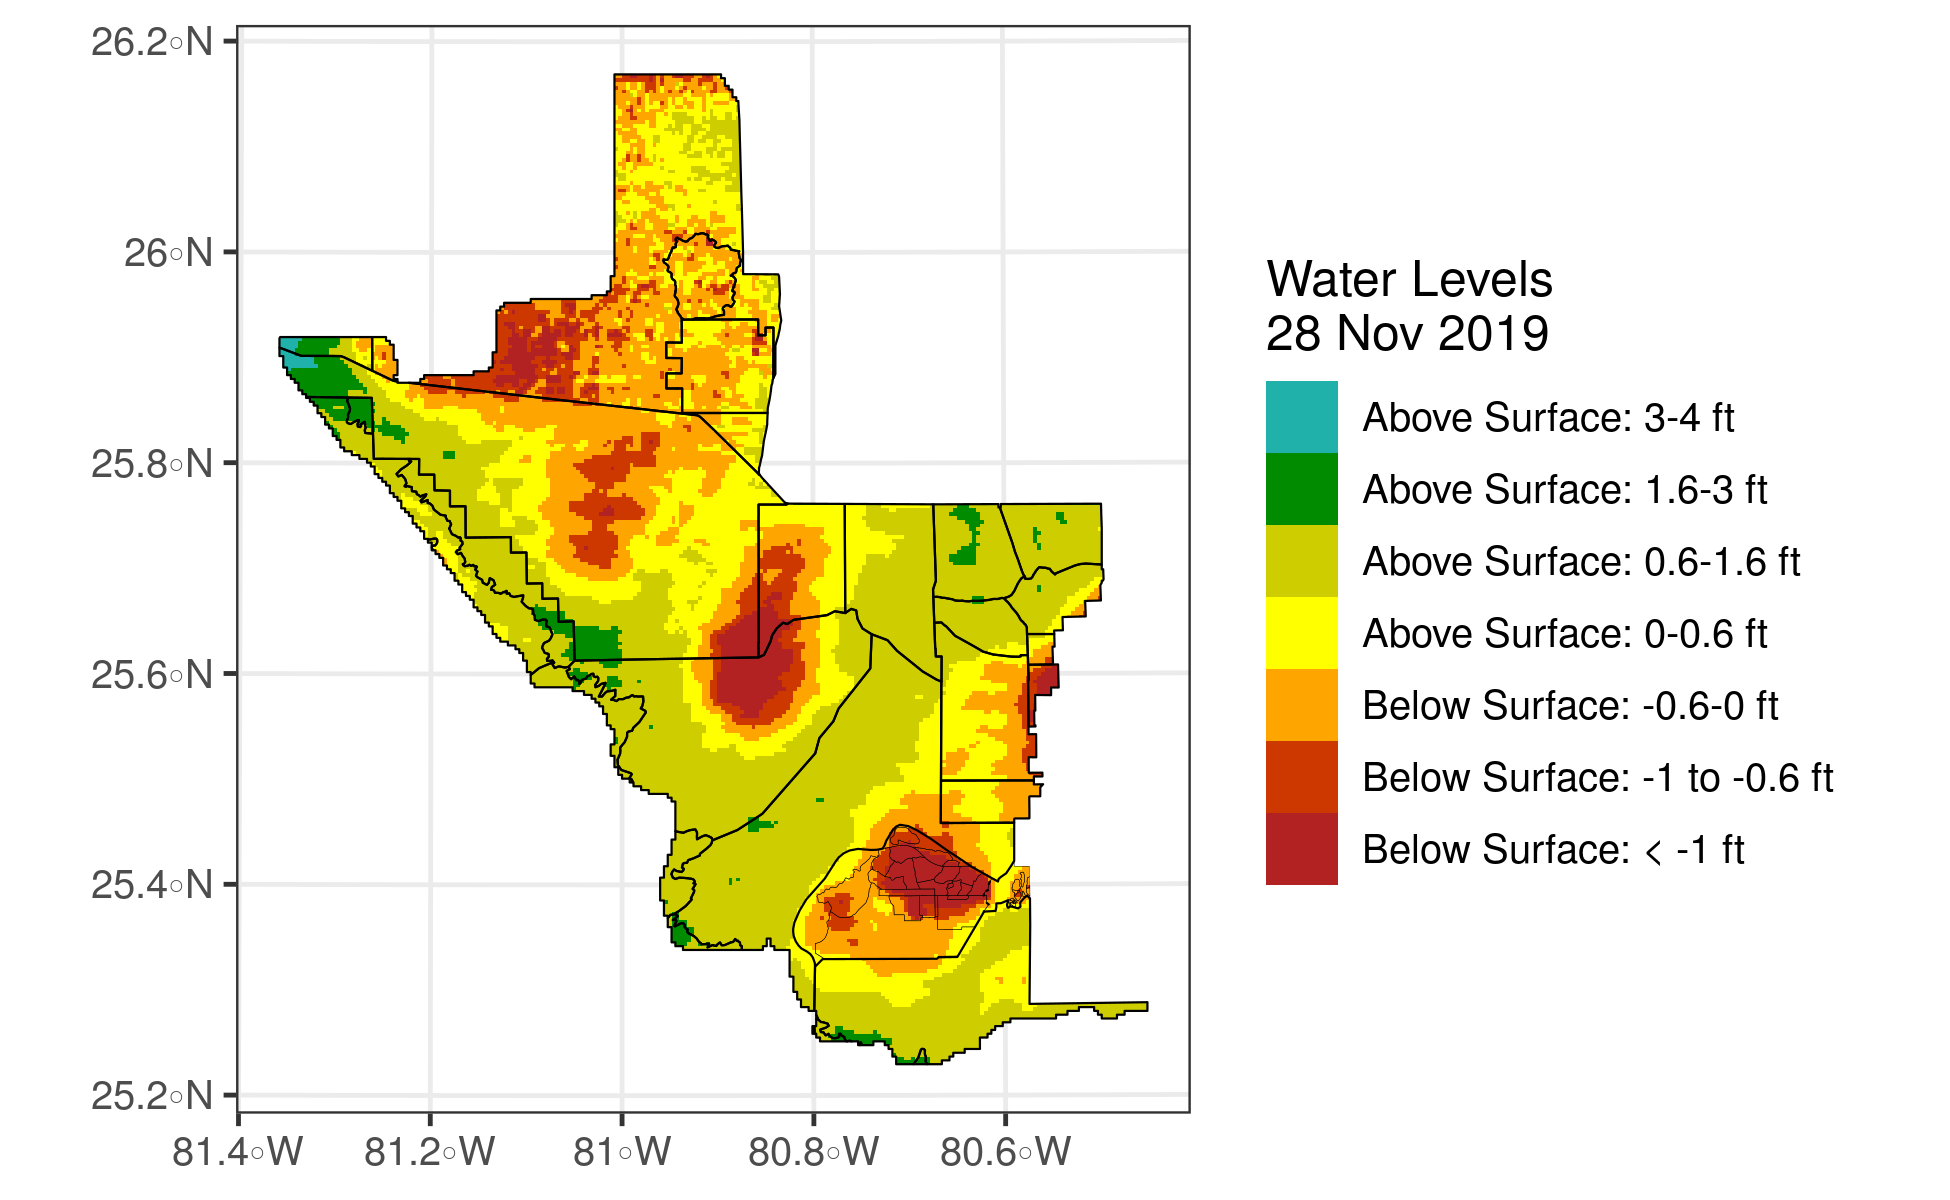 26.2°N
26°N
25.8°N
25.6°N
25.4°N
25.2°N
81.4°W 81.2°W 81°W 80.8°W 80.6°W
Water Levels
28 Nov 2019
Above Surface: 3-4 ft
Above Surface: 1.6-3 ft
Above Surface: 0.6-1.6 ft
Above Surface: 0-0.6 ft
Below Surface: -0.6-0 ft
Below Surface: -1 to -0.6 ft
Below Surface: < -1 ft